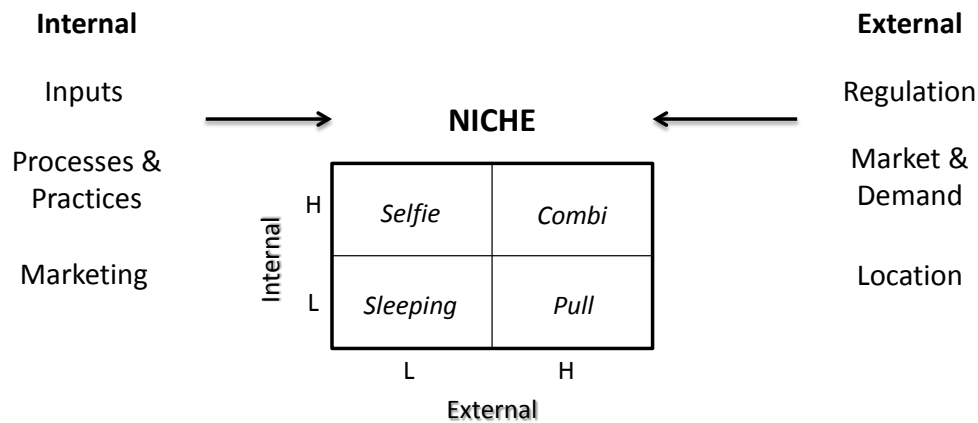 Internal
External
Inputs
Regulation
NICHE
Processes &
Practices
Market &
Demand
Marketing
Location
Internal
H
Selfie
Combi
L
Sleeping
Pull
L
H
External